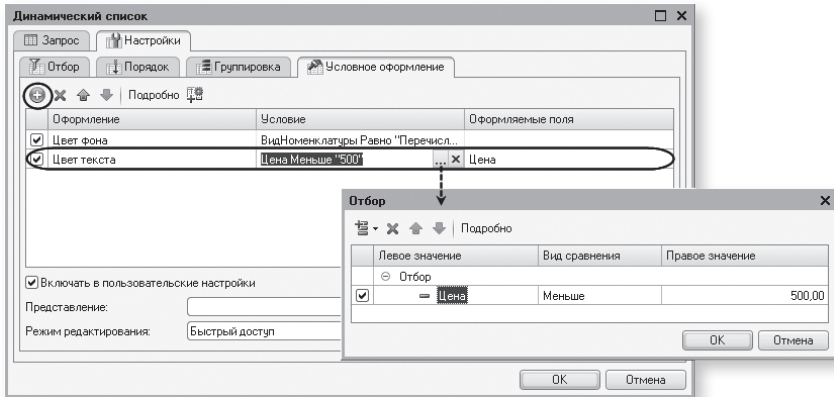 Динамический список
Запрос Настройки
Отбор Порядок Группировка Условное оформление
Подробно
Оформление Условие Оформляемые поля
Цвет фона ВидНоменклатуры Равно "Перечисл...
Цвет текста Цена Меньше "500" ... Цена
Включать в пользовательские настройки
Представление:
Режим редактирования: Быстрый доступ
OK Отмена
Отбор
Подробно
Левое значение Вид сравнения Правое значение
Отбор
Цена Меньше 500,00
OK Отмена